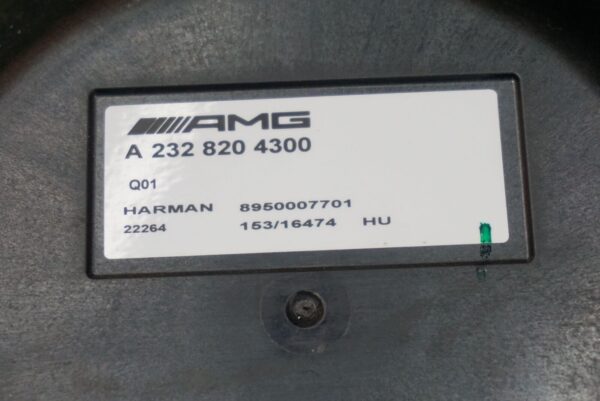 AMG
A 232 820 4300
Q01
HARMAN 8950007701
22264 153/16474 HU